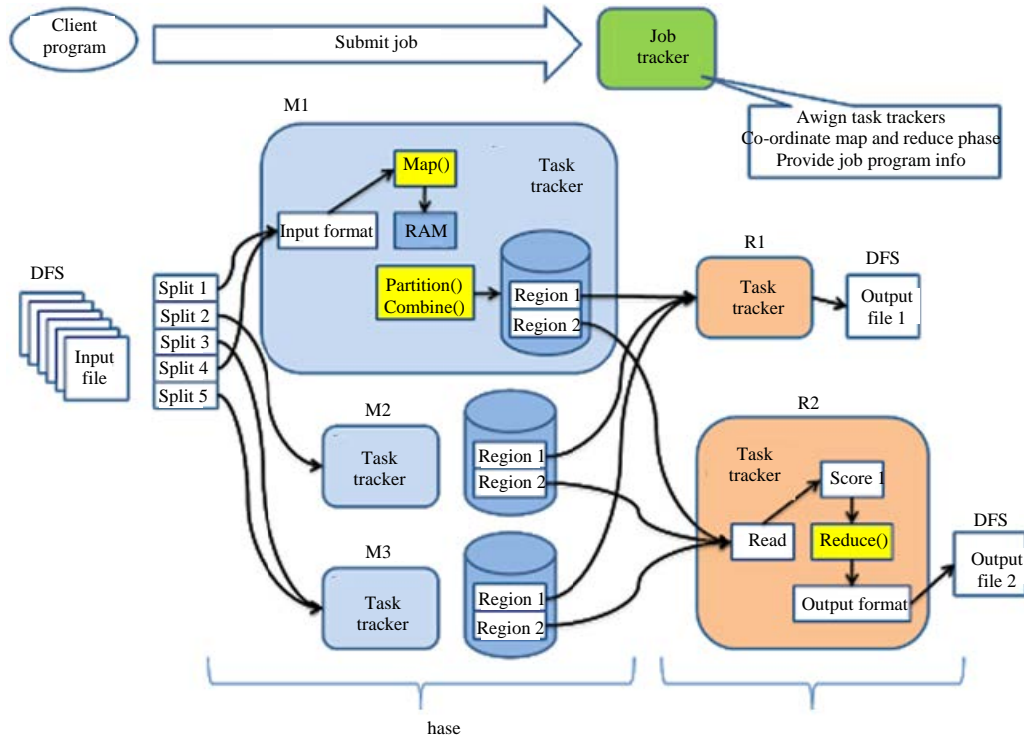 Client
program
Submit job
Job
tracker
Awign task trackers
Co-ordinate map and reduce phase
Provide job program info
M1
Task
tracker
Map()
Input format
RAM
Partition()
Combine()
Region 1
Region 2
DFS
Input
file
Split 1
Split 2
Split 3
Split 4
Split 5
M2
Task
tracker
Region 1
Region 2
M3
Task
tracker
Region 1
Region 2
R1
Task
tracker
DFS
Output
file 1
R2
Task
tracker
Score 1
Read
Reduce()
Output format
DFS
Output
file 2
hase